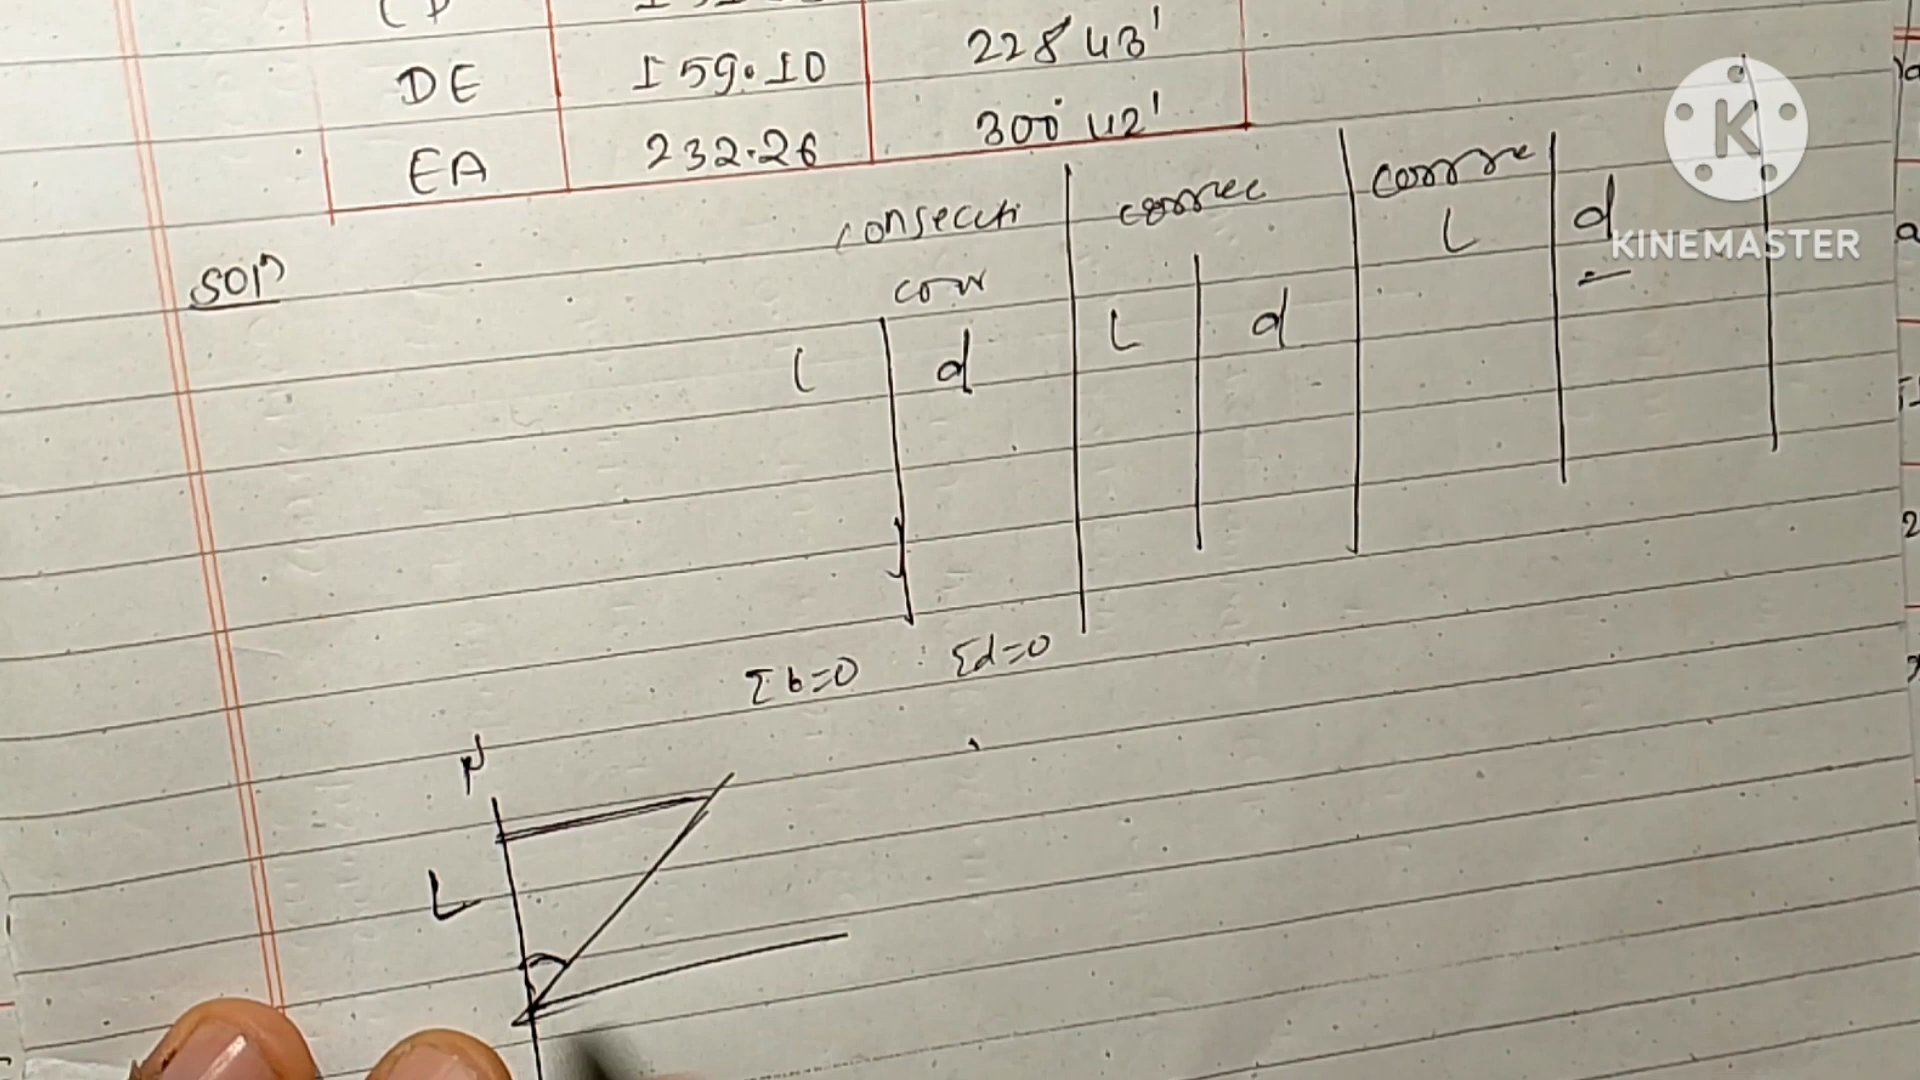 DE 159.10 228° 43'
EA 232.26 300° 42'
K
KINEMASTER
Soln
consecuti correc corre
L d
cow
L d L d
Σb=0 Σd=0
N
L